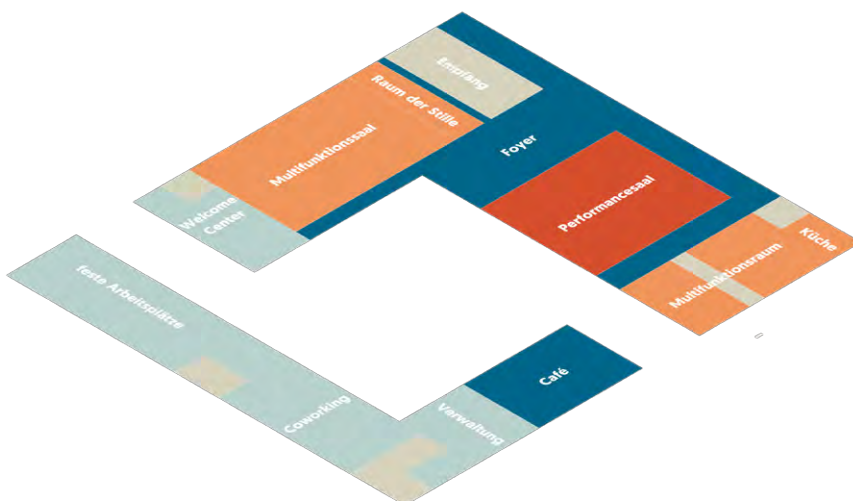 Empfang
Raum der Stille
Multifunktionssaal
Foyer
Welcome
Center
Performancesaal
Küche
Multifunktionsraum
feste Arbeitsplätze
Café
Coworking
Verwaltung